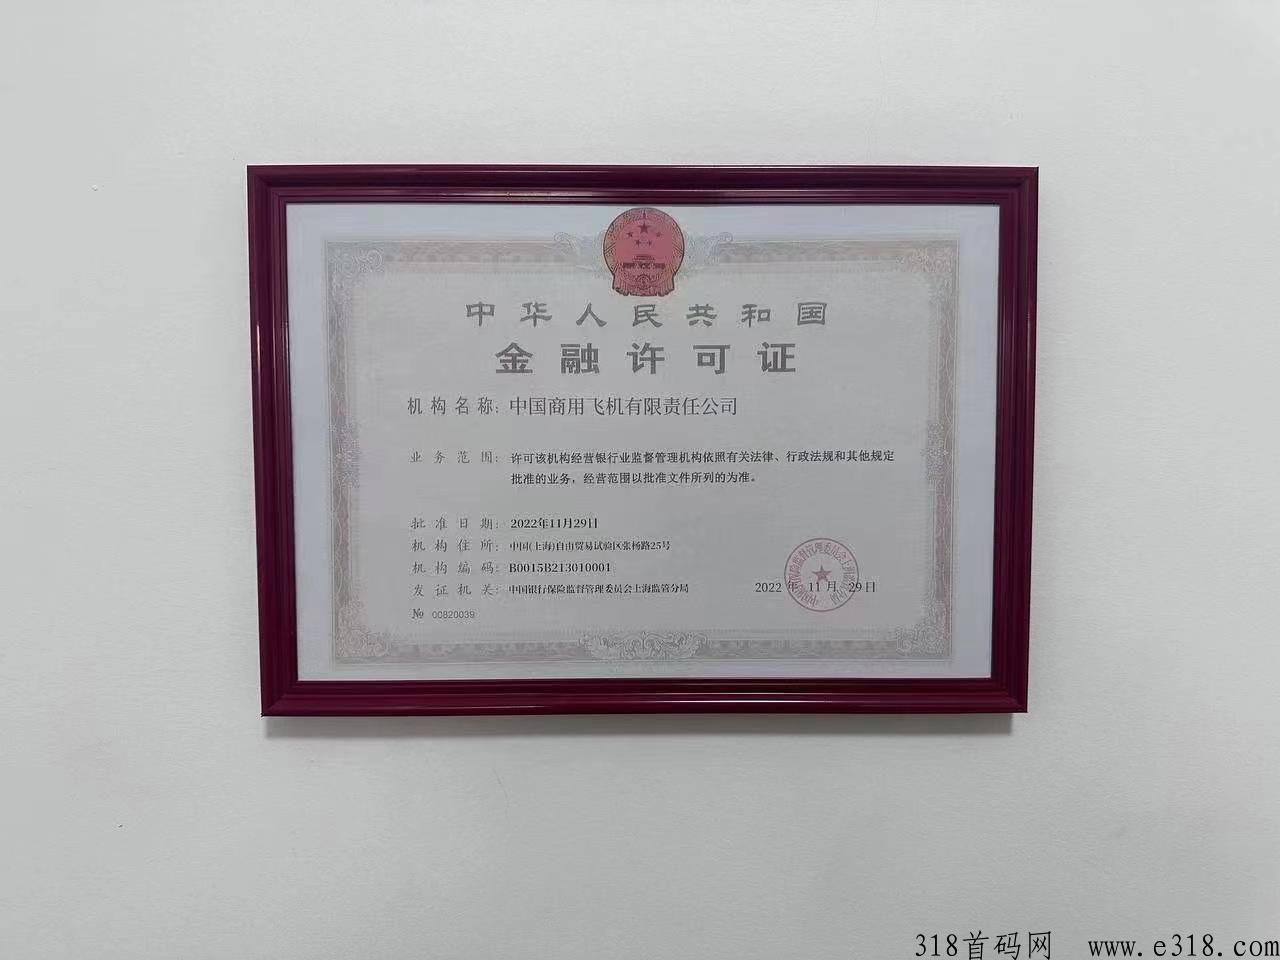 中华人民共和国
金融许可证
机构名称：中国商用飞机有限责任公司
业务范围：许可该机构经营银行业监督管理机构依照有关法律、行政法规和其他规定
批准的业务，经营范围以批准文件所列的为准。
批准日期：2022年11月29日
机构住所：中国(上海)自由贸易试验区张杨路25号
机构编码：B0015B213010001
发证机关：中国银行保险监督管理委员会上海监管分局
2022年11月29日
№ 00820039
318首码网 www.e318.com